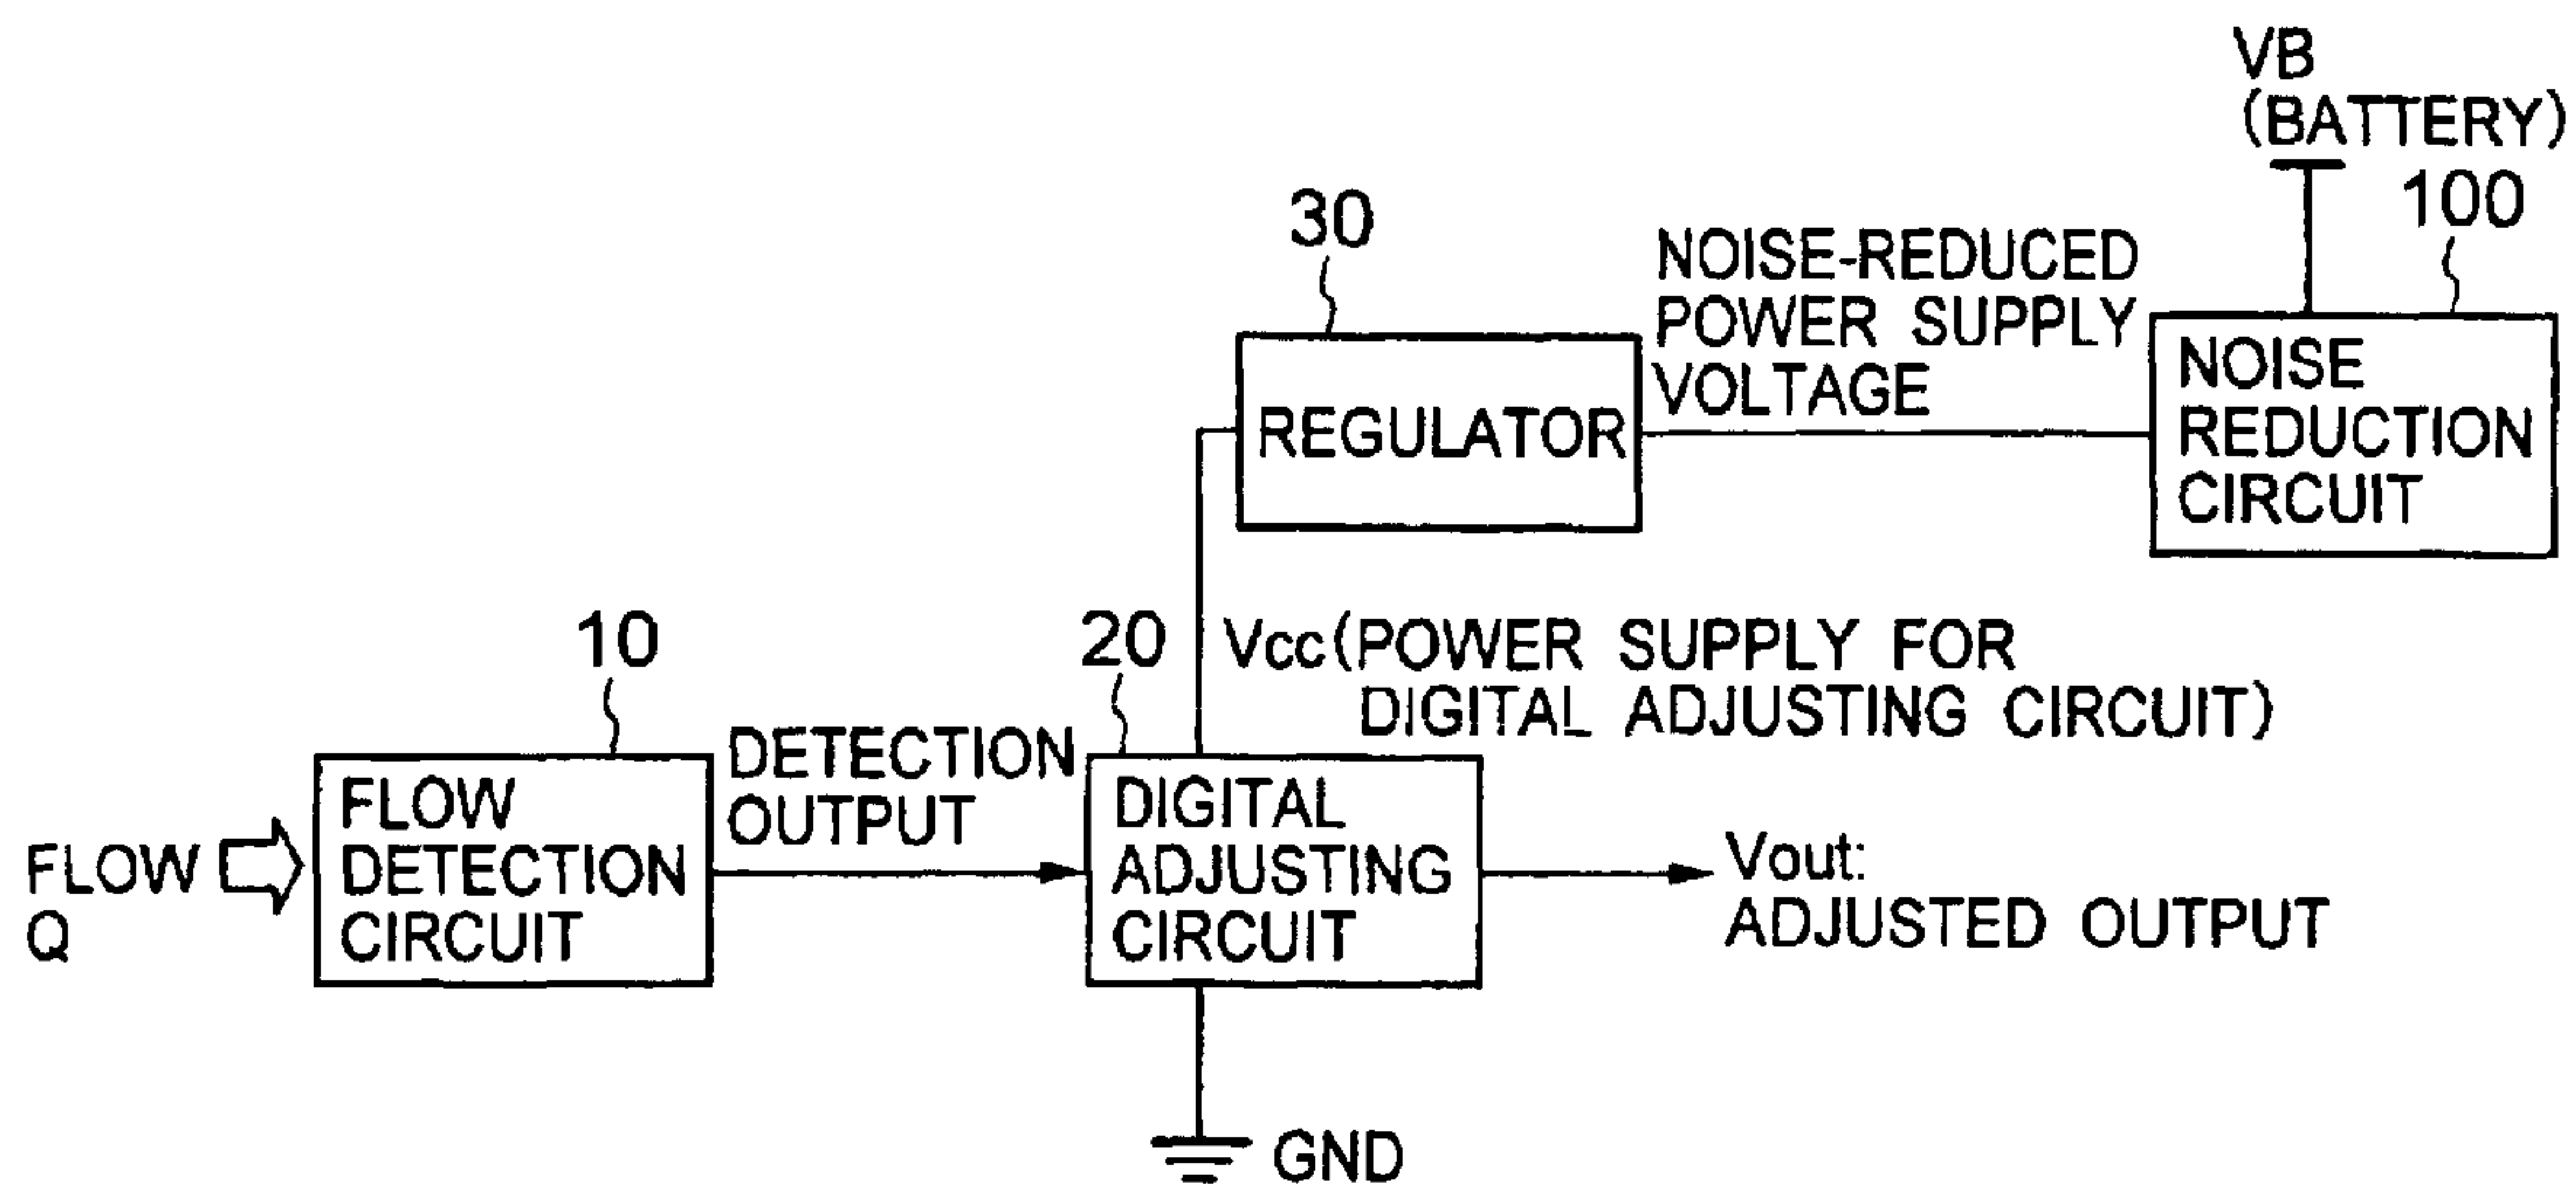 VB
(BATTERY)
100
30
NOISE-REDUCED
POWER SUPPLY
VOLTAGE
NOISE
REDUCTION
CIRCUIT
REGULATOR
10
20
Vcc(POWER SUPPLY FOR
DIGITAL ADJUSTING CIRCUIT)
FLOW
Q
FLOW
DETECTION
CIRCUIT
DETECTION
OUTPUT
DIGITAL
ADJUSTING
CIRCUIT
Vout:
ADJUSTED OUTPUT
GND